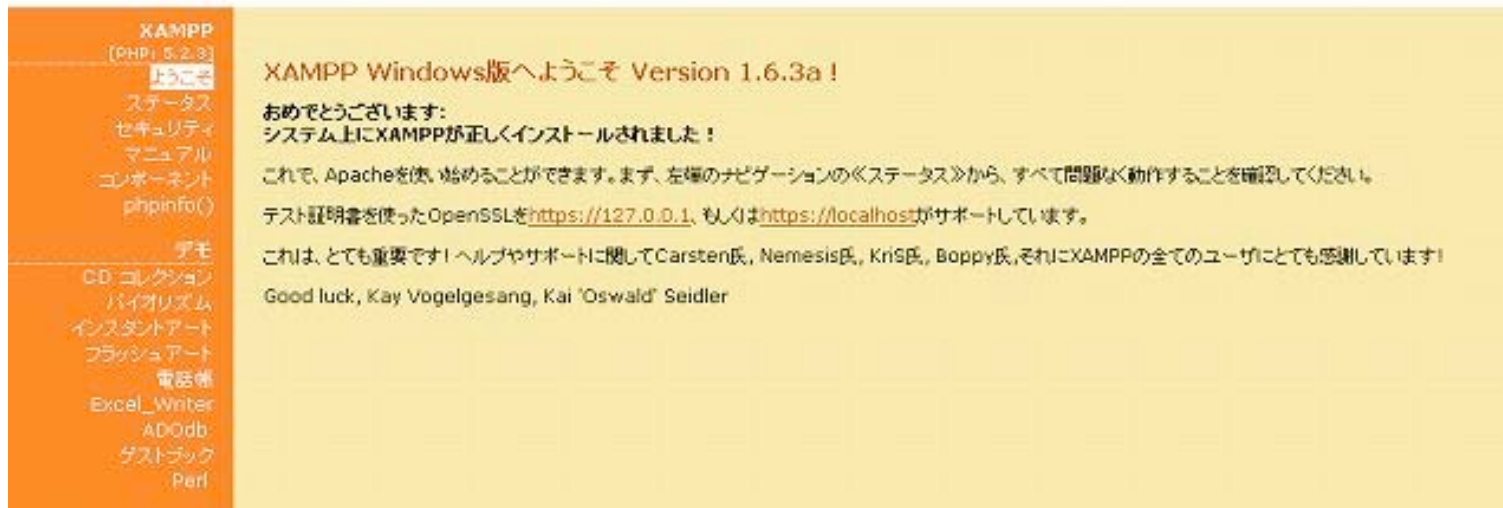 XAMPP
[PHP: 5.2.3]
ようこそ
ステータス
セキュリティ
マニュアル
コンポーネント
phpinfo()
デモ
CD コレクション
バイオリズム
インスタントアート
フラッシュアート
電話帳
Excel_Writer
ADOdb
ゲストブック
Perl
XAMPP Windows版へようこそ Version 1.6.3a !
おめでとうございます:
システム上にXAMPPが正しくインストールされました！
これで、Apacheを使い始めることができます。まず、左端のナビゲーションの≪ステータス≫から、すべて問題なく動作することを確認してください。
テスト証明書を使ったOpenSSLをhttps://127.0.0.1、もしくはhttps://localhostがサポートしています。
これは、とても重要です! ヘルプやサポートに関してCarsten氏, Nemesis氏, KriS氏, Boppy氏,それにXAMPPの全てのユーザにとても感謝しています!
Good luck, Kay Vogelgesang, Kai 'Oswald' Seidler